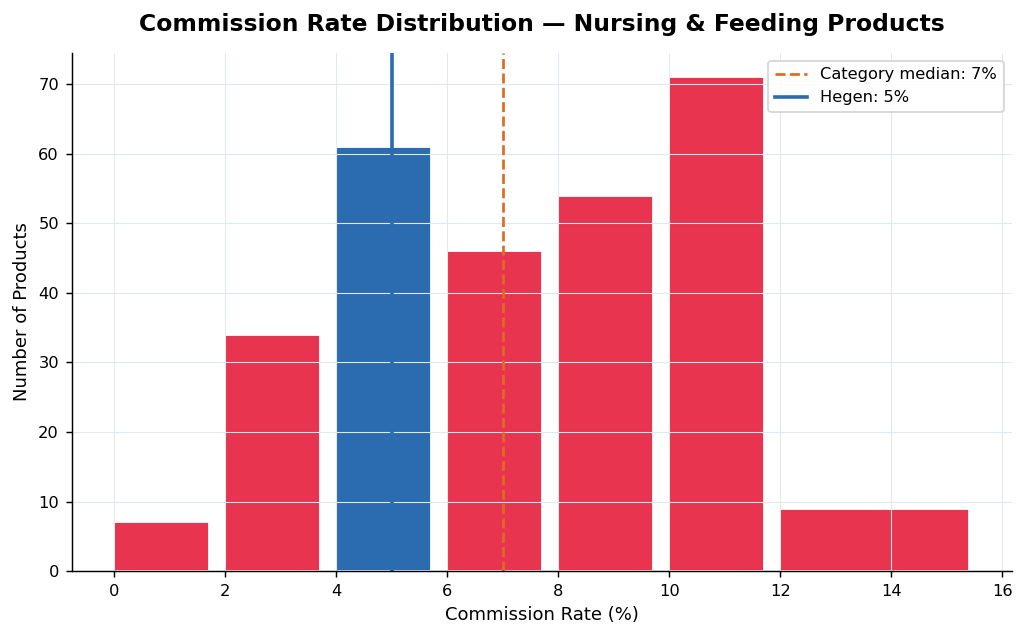 Commission Rate Distribution — Nursing & Feeding Products
Category median: 7%
Hegen: 5%
Number of Products
70
60
50
40
30
20
10
0
0 2 4 6 8 10 12 14 16
Commission Rate (%)